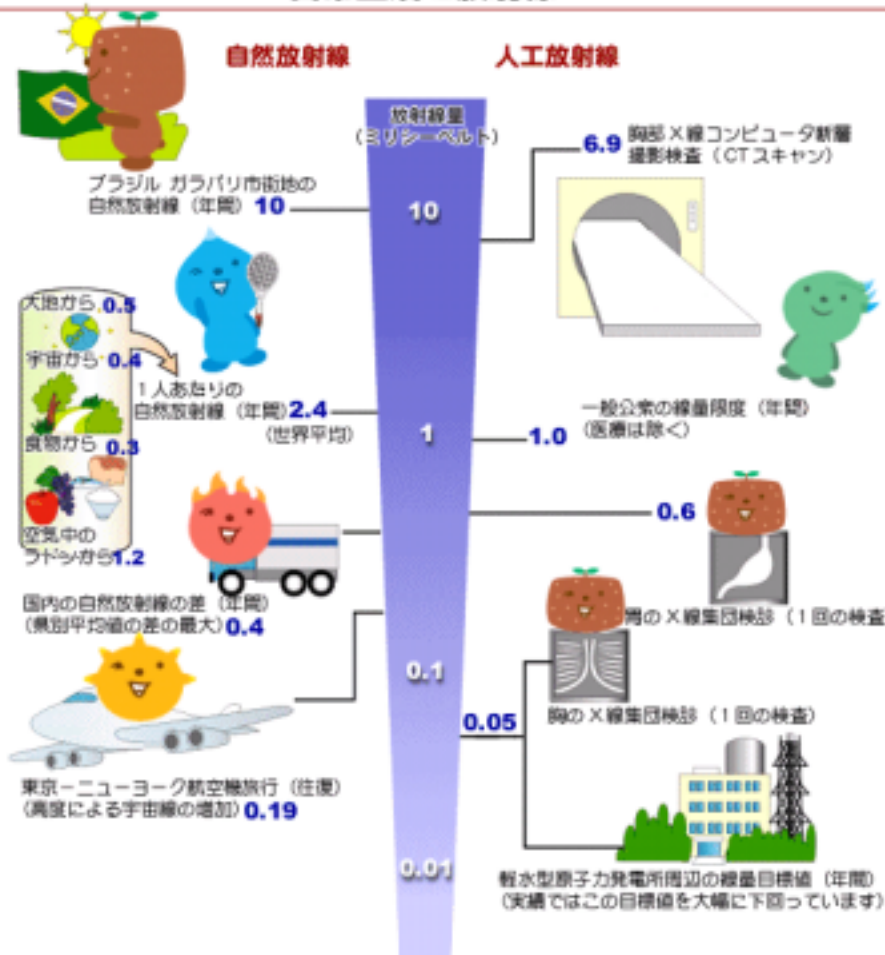 自然放射線
人工放射線
放射線量
(ミリシーベルト)
6.9 胸部X線コンピュータ断層
撮影検査(CTスキャン)
ブラジル ガラパリ市街地の
自然放射線(年間) 10
10
大地から 0.5
宇宙から 0.4
食物から 0.3
空気中の
ラドンから1.2
1人あたりの
自然放射線(年間)2.4
(世界平均)
一般公衆の線量限度(年間)
1.0 (医療は除く)
1
0.6
胃のX線集団検診(1回の検査
国内の自然放射線の差(年間)
(県別平均値の差の最大)0.4
0.1
胸のX線集団検診(1回の検査)
0.05
東京−ニューヨーク航空機旅行(往復)
(高度による宇宙線の増加)0.19
0.01
軽水型原子力発電所周辺の線量目標値(年間)
(実績ではこの目標値を大幅に下回っています)